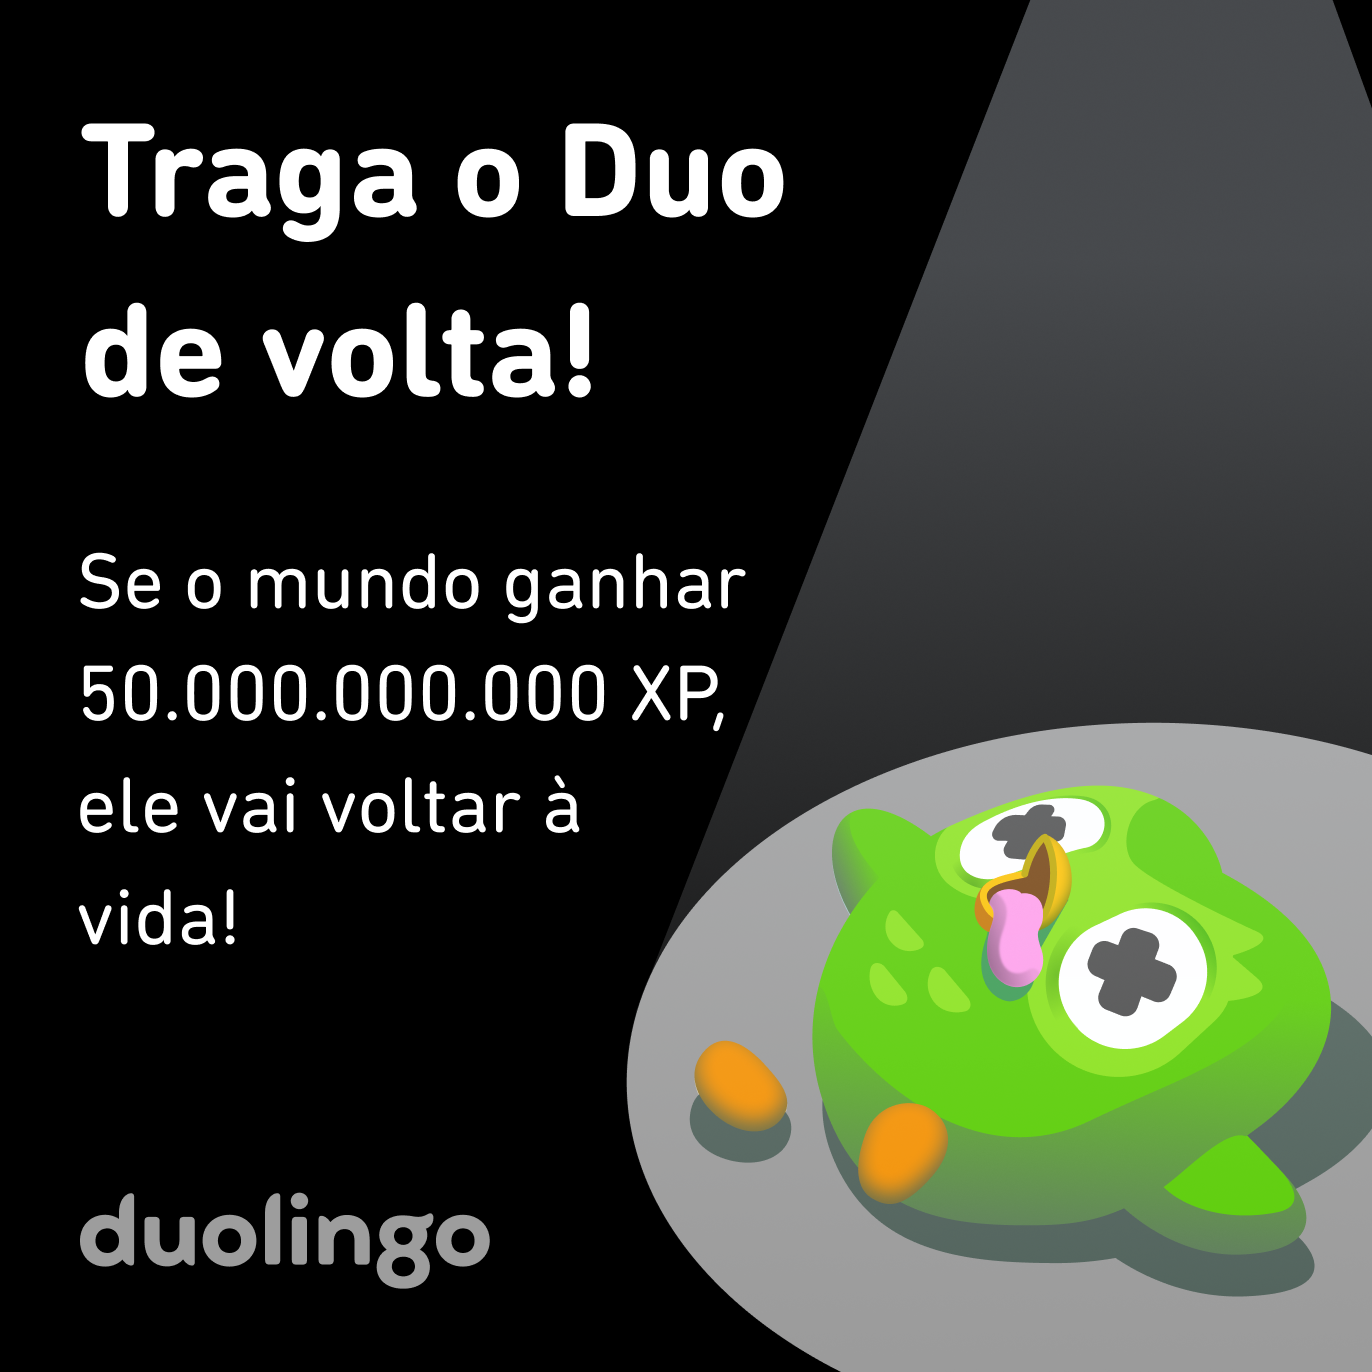 Traga o Duo
de volta!
Se o mundo ganhar
50.000.000.000 XP,
ele vai voltar à
vida!
duolingo